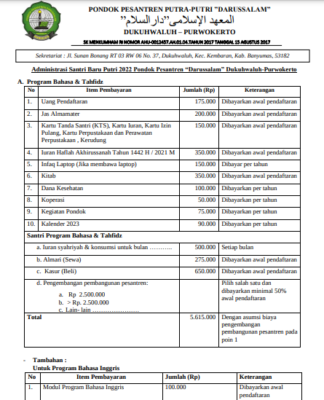 PONDOK PESANTREN PUTRA-PUTRI "DARUSSALAM"
المعهد الإسلامى "دار السلام"
DUKUHWALUH – PURWOKERTO
SK MENKUMHAM RI NOMOR AHU-0012457.AH.01.04.TAHUN 2017 TANGGAL 15 AGUSTUS 2017
Sekretariat : Jl. Sunan Bonang RT 03 RW 06 No. 37, Dukuhwaluh, Kec. Kembaran, Kab. Banyumas, 53182
Administrasi Santri Baru Putri 2022 Pondok Pesantren "Darussalam" Dukuhwaluh-Purwokerto
A. Program Bahasa & Tahfidz
No Item Pembayaran Jumlah (Rp) Keterangan
1. Uang Pendaftaran 175.000 Dibayarkan awal pendaftaran
2. Jas Almamater 200.000 Dibayarkan awal pendaftaran
3. Kartu Tanda Santri (KTS), Kartu Iuran, Kartu Izin 150.000 Dibayarkan awal pendaftaran
Pulang, Kartu Perpustakaan dan Perawatan
Perpustakaan , Kerudung
4. Iuran Haflah Akhirussanah Tahun 1442 H / 2021 M 350.000 Dibayarkan awal pendaftaran
5. Infaq Laptop (Jika membawa laptop) 150.000 Dibayar per tahun
6. Kitab 350.000 Dibayarkan awal pendaftaran
7. Dana Kesehatan 100.000 Dibayarkan per tahun
8. Koperasi 50.000 Dibayarkan per tahun
9. Kegiatan Pondok 75.000 Dibayarkan per tahun
10. Kalender 2023 90.000 Dibayarkan per tahun
Santri Program Bahasa & Tahfidz
a. Iuran syahriyah & konsumsi untuk bulan ………. 500.000 Setiap bulan
b. Almari (Sewa) 275.000 Dibayarkan awal pendaftaran
c. Kasur (Beli) 650.000 Dibayarkan awal pendaftaran
d. Pengembangan pembangunan pesantren: Pilih salah satu dan
a. Rp 2.500.000 dibayarkan minimal 50%
b. > Rp. 2.500.000 awal pendaftaran
c. Lain- lain …………………
Total 5.615.000 Dengan asumsi biaya
pengembangan
pembangunan pesantren pada
poin 1
- Tambahan :
Untuk Program Bahasa Inggris
No Item Pembayaran Jumlah (Rp) Keterangan
1. Modul Program Bahasa Inggris 100.000 Dibayarkan awal
pendaftaran